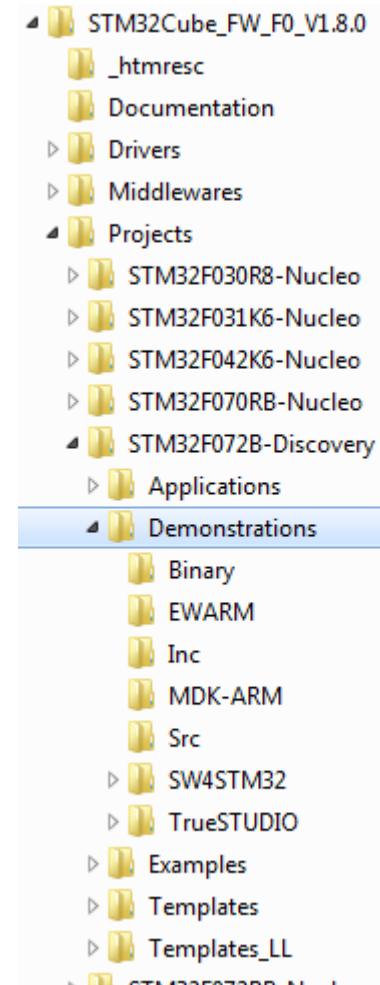 STM32Cube_FW_F0_V1.8.0
_htmresc
Documentation
Drivers
Middlewares
Projects
STM32F030R8-Nucleo
STM32F031K6-Nucleo
STM32F042K6-Nucleo
STM32F070RB-Nucleo
STM32F072B-Discovery
Applications
Demonstrations
Binary
EWARM
Inc
MDK-ARM
Src
SW4STM32
TrueSTUDIO
Examples
Templates
Templates_LL